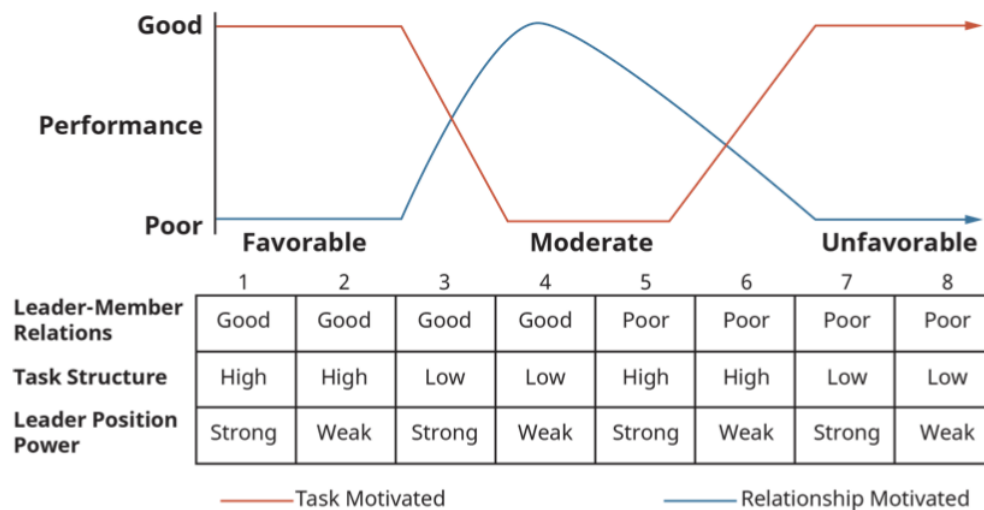 Good
Performance
Poor
Favorable Moderate Unfavorable
1 2 3 4 5 6 7 8
Leader-Member
Relations
Good Good Good Good Poor Poor Poor Poor
Task Structure
High High Low Low High High Low Low
Leader Position
Power
Strong Weak Strong Weak Strong Weak Strong Weak
Task Motivated Relationship Motivated